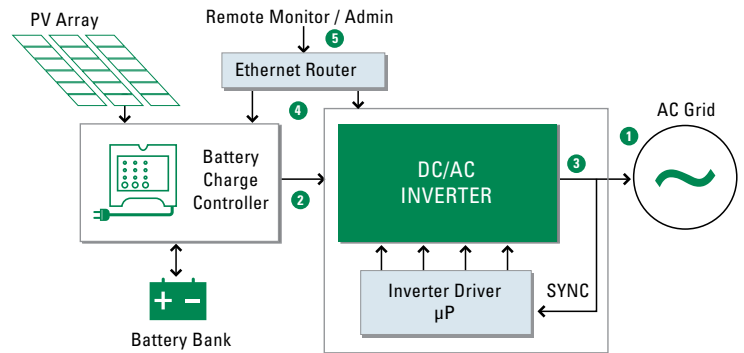 PV Array
Remote Monitor / Admin
5
Ethernet Router
4
1
AC Grid
Battery
Charge
Controller
2
DC/AC
INVERTER
3
Inverter Driver
µP
SYNC
+ −
Battery Bank